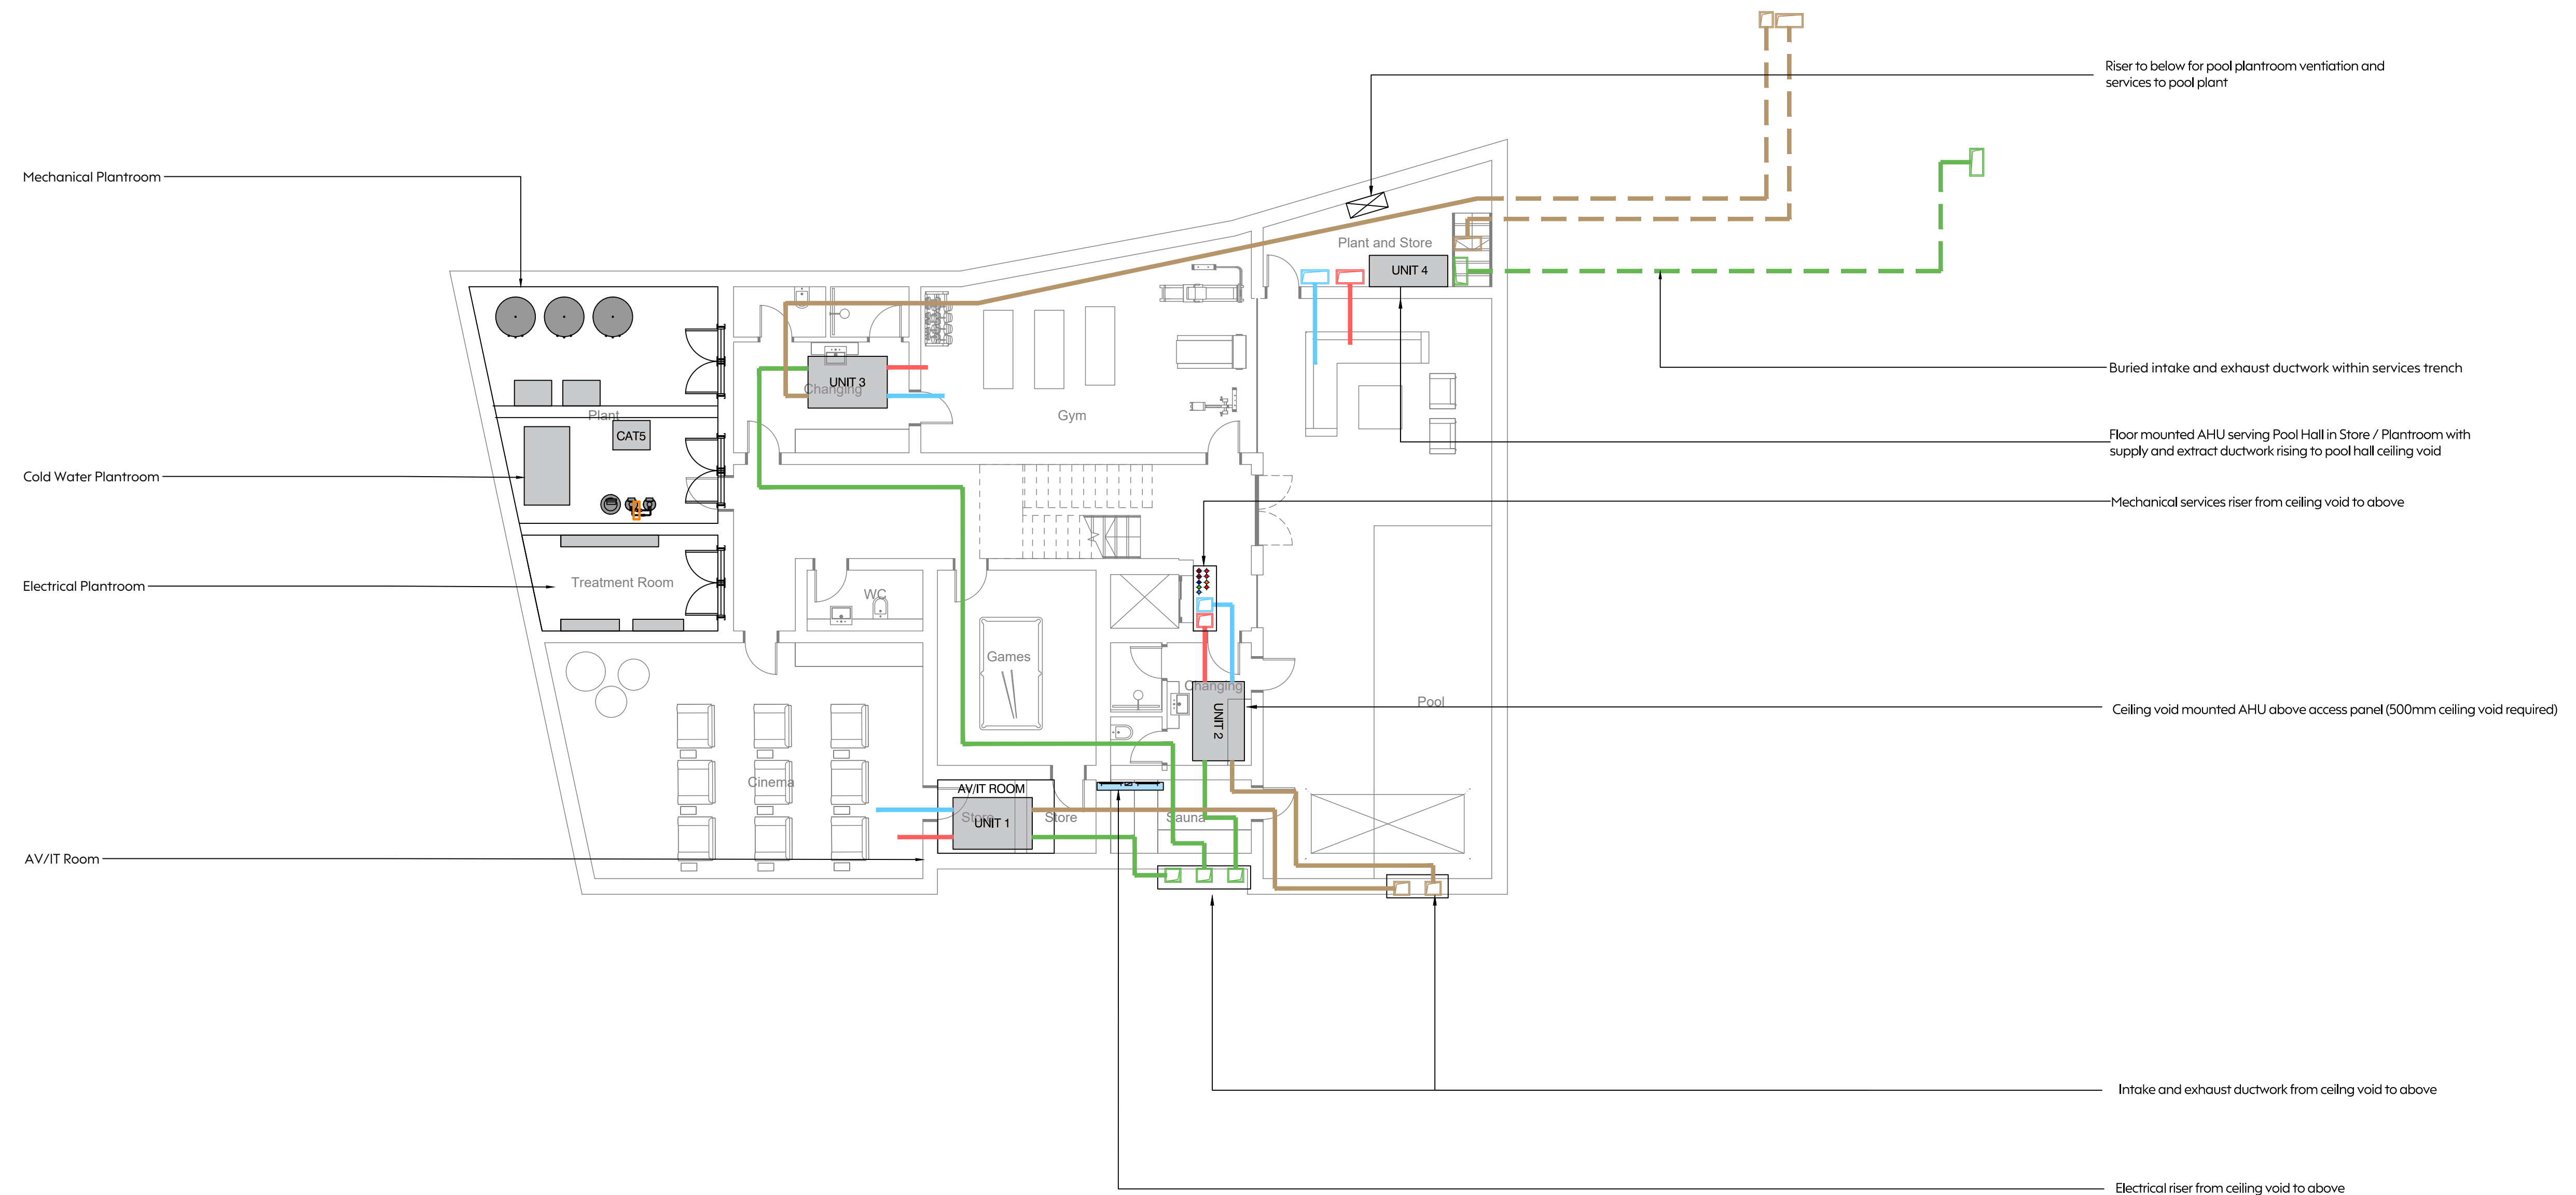 Riser to below for pool plantroom ventiation and
services to pool plant
Mechanical Plantroom
Plant and Store
UNIT 4
Buried intake and exhaust ductwork within services trench
UNIT 3
Changing
Gym
Plant
CAT5
Floor mounted AHU serving Pool Hall in Store / Plantroom with
supply and extract ductwork rising to pool hall ceiling void
Cold Water Plantroom
Mechanical services riser from ceiling void to above
Electrical Plantroom
Treatment Room
WC
Games
Changing
UNIT 2
Pool
Ceiling void mounted AHU above access panel (500mm ceiling void required)
Cinema
AV/IT ROOM
Store
UNIT 1
Store
Sauna
AV/IT Room
Intake and exhaust ductwork from ceilng void to above
Electrical riser from ceiling void to above